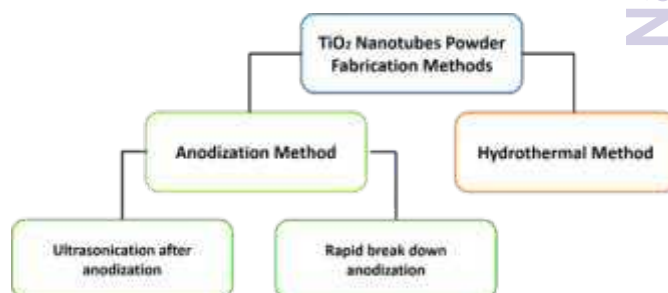 TiO₂ Nanotubes Powder
Fabrication Methods
Anodization Method
Hydrothermal Method
Ultrasonication after
anodization
Rapid break down
anodization